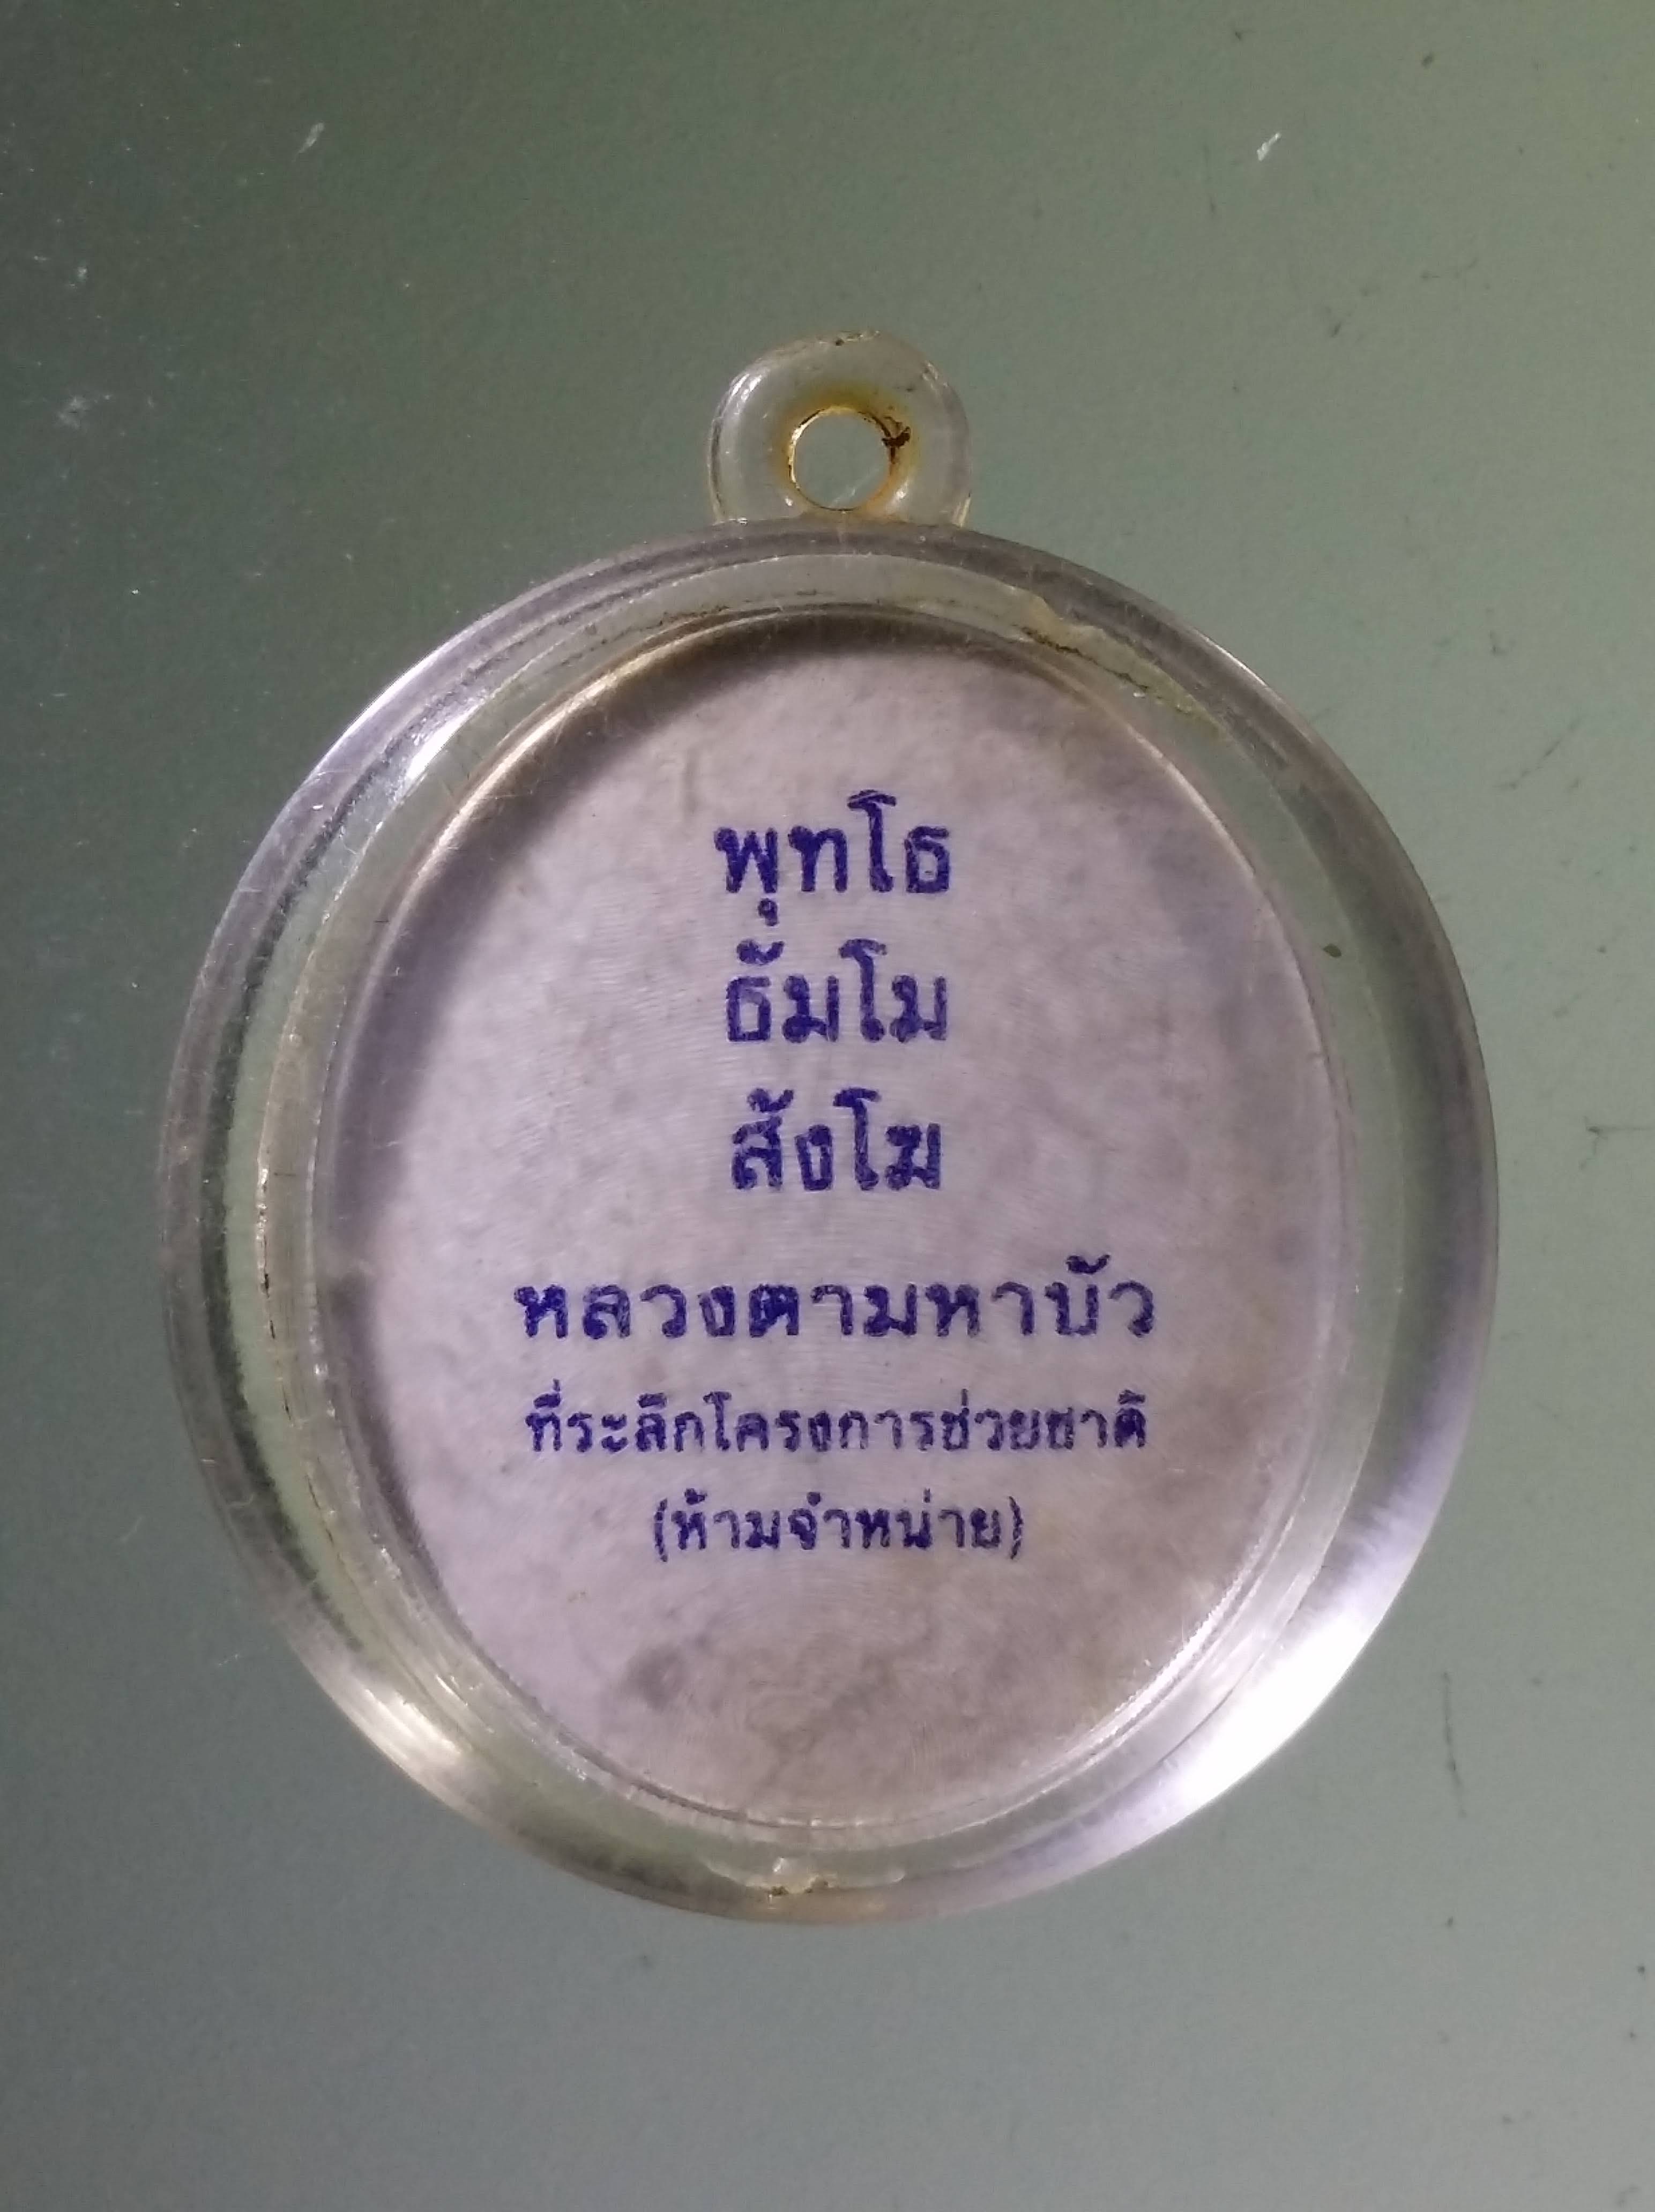 พุทโธ
ธัมโม
สังโฆ
หลวงตามหาบัว
ที่ระลึกโครงการช่วยชาติ
(ห้ามจำหน่าย)